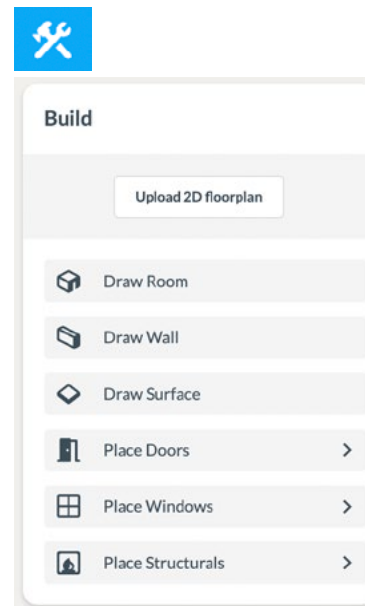 Build
Upload 2D floorplan
Draw Room
Draw Wall
Draw Surface
Place Doors
Place Windows
Place Structurals